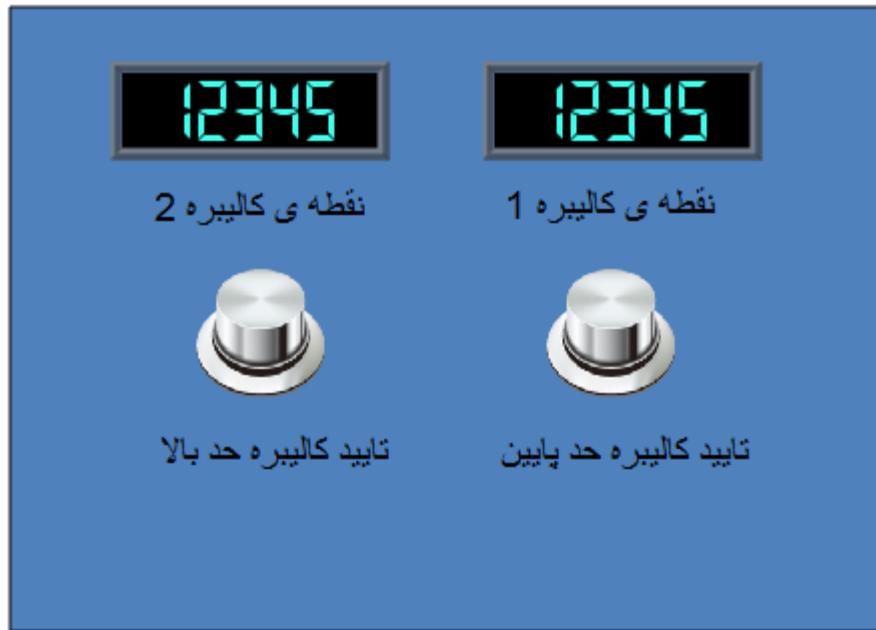 12345
12345
نقطه ی کالیبره 1
نقطه ی کالیبره 2
تایید کالیبره حد پایین
تایید کالیبره حد بالا